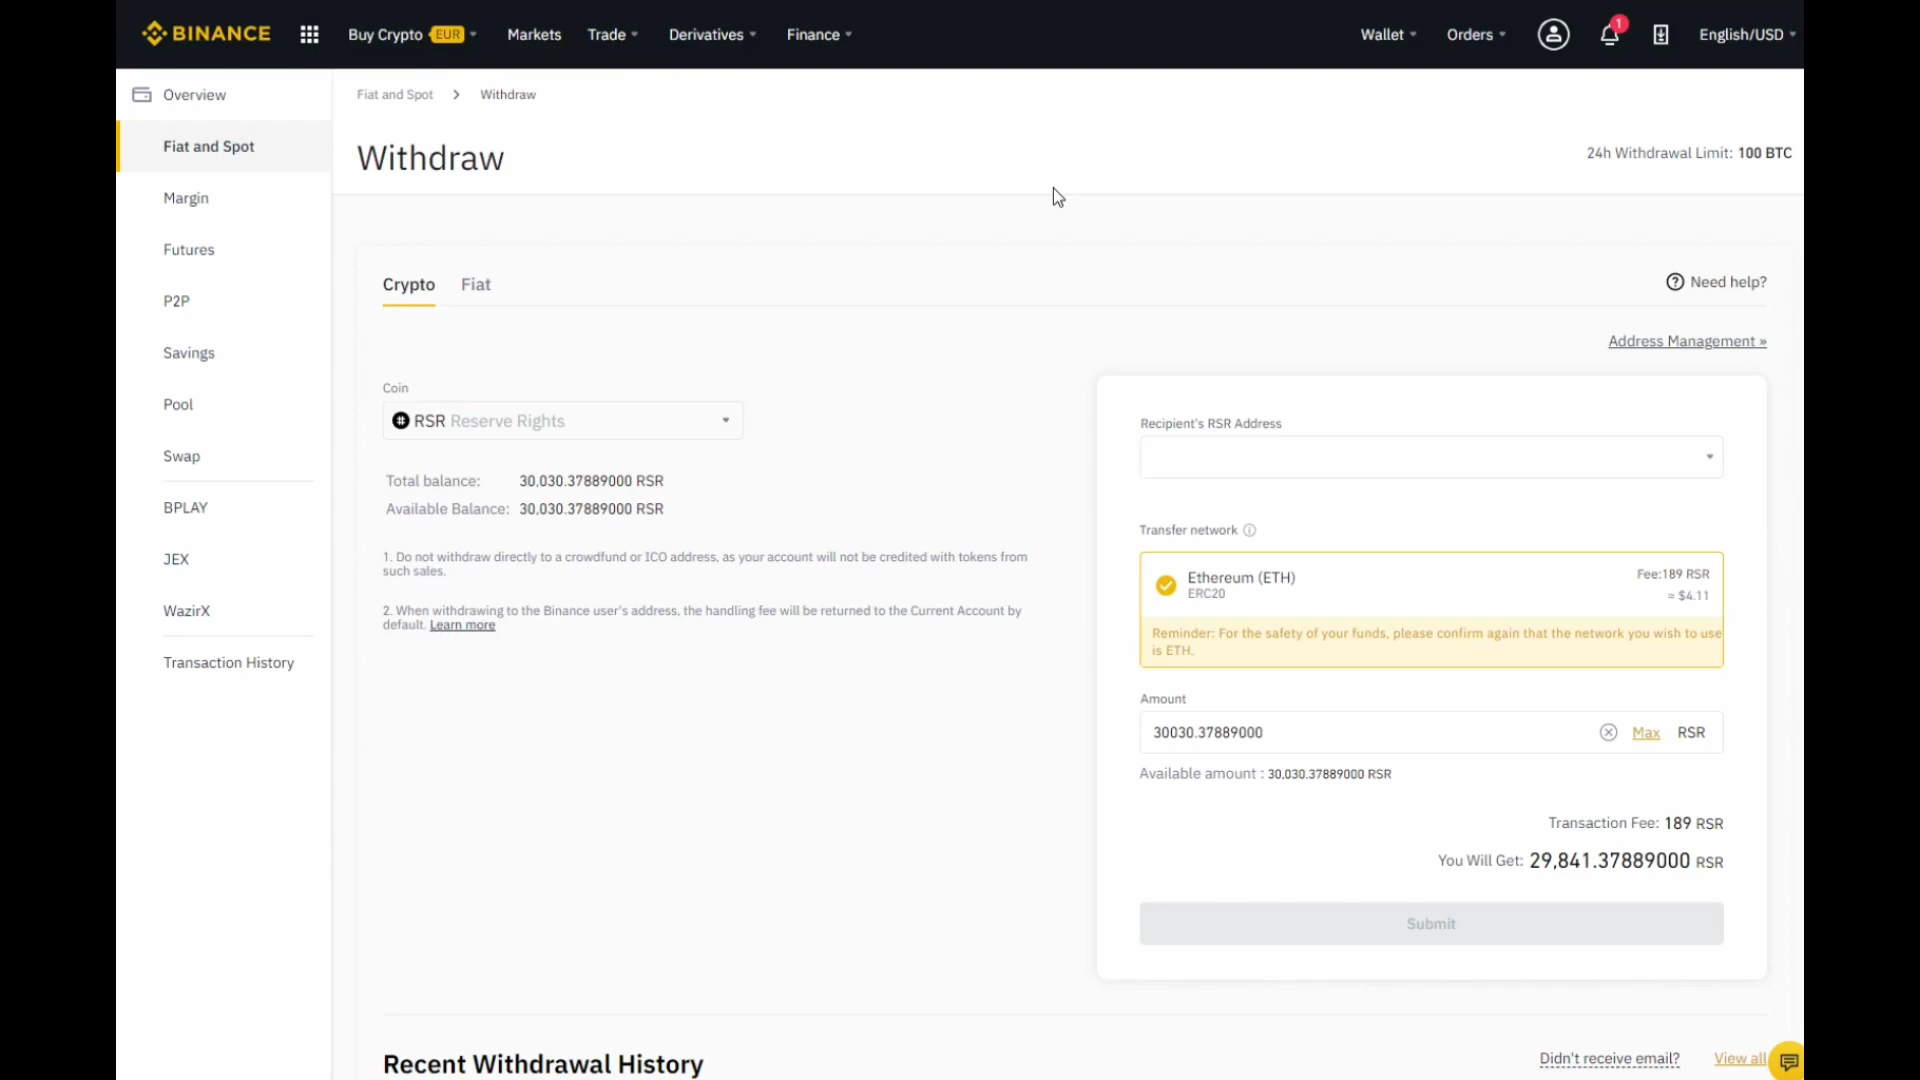 BINANCE
Buy Crypto EUR
Markets
Trade
Derivatives
Finance
Wallet
Orders
1
English/USD
Overview
Fiat and Spot
Margin
Futures
P2P
Savings
Pool
Swap
BPLAY
JEX
WazirX
Transaction History
Fiat and Spot > Withdraw
Withdraw
24h Withdrawal Limit: 100 BTC
Crypto
Fiat
Need help?
Address Management »
Coin
RSR Reserve Rights
Total balance: 30,030.37889000 RSR
Available Balance: 30,030.37889000 RSR
1. Do not withdraw directly to a crowdfund or ICO address, as your account will not be credited with tokens from
such sales.
2. When withdrawing to the Binance user's address, the handling fee will be returned to the Current Account by
default. Learn more
Recipient's RSR Address
Transfer network
Ethereum (ETH)
ERC20
Fee:189 RSR
≈ $4.11
Reminder: For the safety of your funds, please confirm again that the network you wish to use
is ETH.
Amount
30030.37889000
Max
RSR
Available amount : 30,030.37889000 RSR
Transaction Fee: 189 RSR
You Will Get: 29,841.37889000 RSR
Submit
Recent Withdrawal History
Didn't receive email?
View all